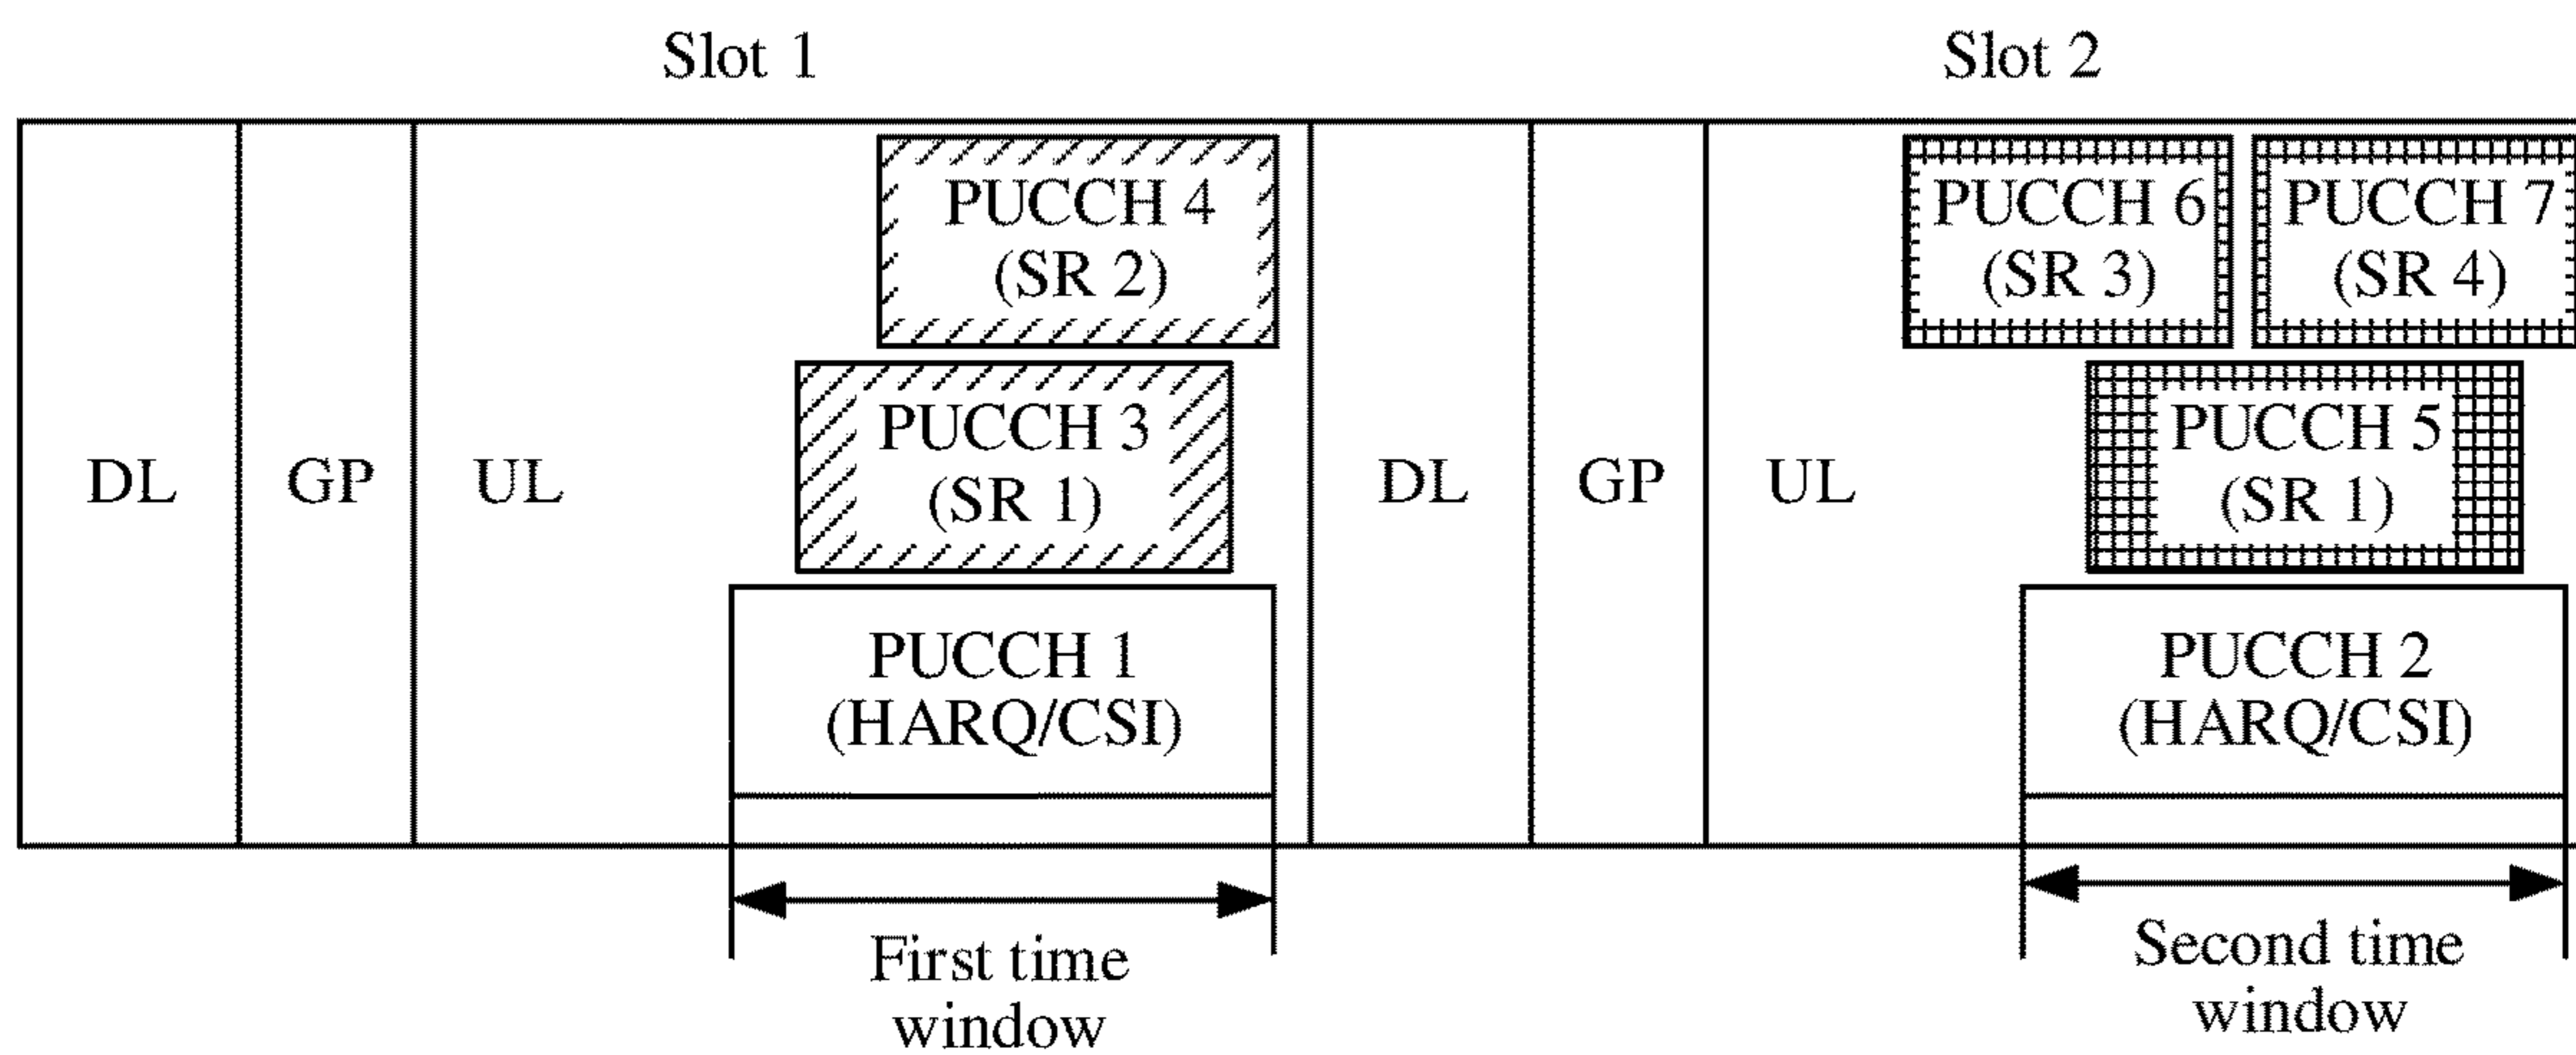 Slot 1
Slot 2
PUCCH 4
(SR 2)
PUCCH 6
(SR 3)
PUCCH 7
(SR 4)
DL
GP
UL
PUCCH 3
(SR 1)
DL
GP
UL
PUCCH 5
(SR 1)
PUCCH 1
(HARQ/CSI)
PUCCH 2
(HARQ/CSI)
First time
window
Second time
window